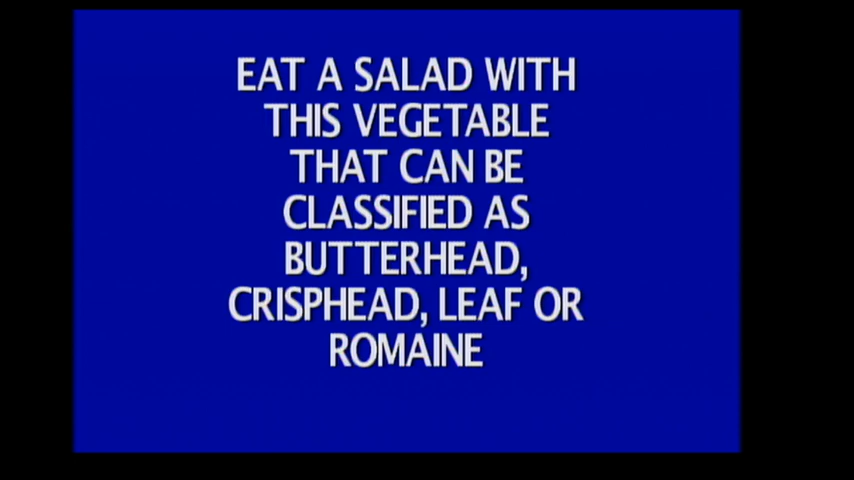 EAT A SALAD WITH
THIS VEGETABLE
THAT CAN BE
CLASSIFIED AS
BUTTERHEAD,
CRISPHEAD, LEAF OR
ROMAINE